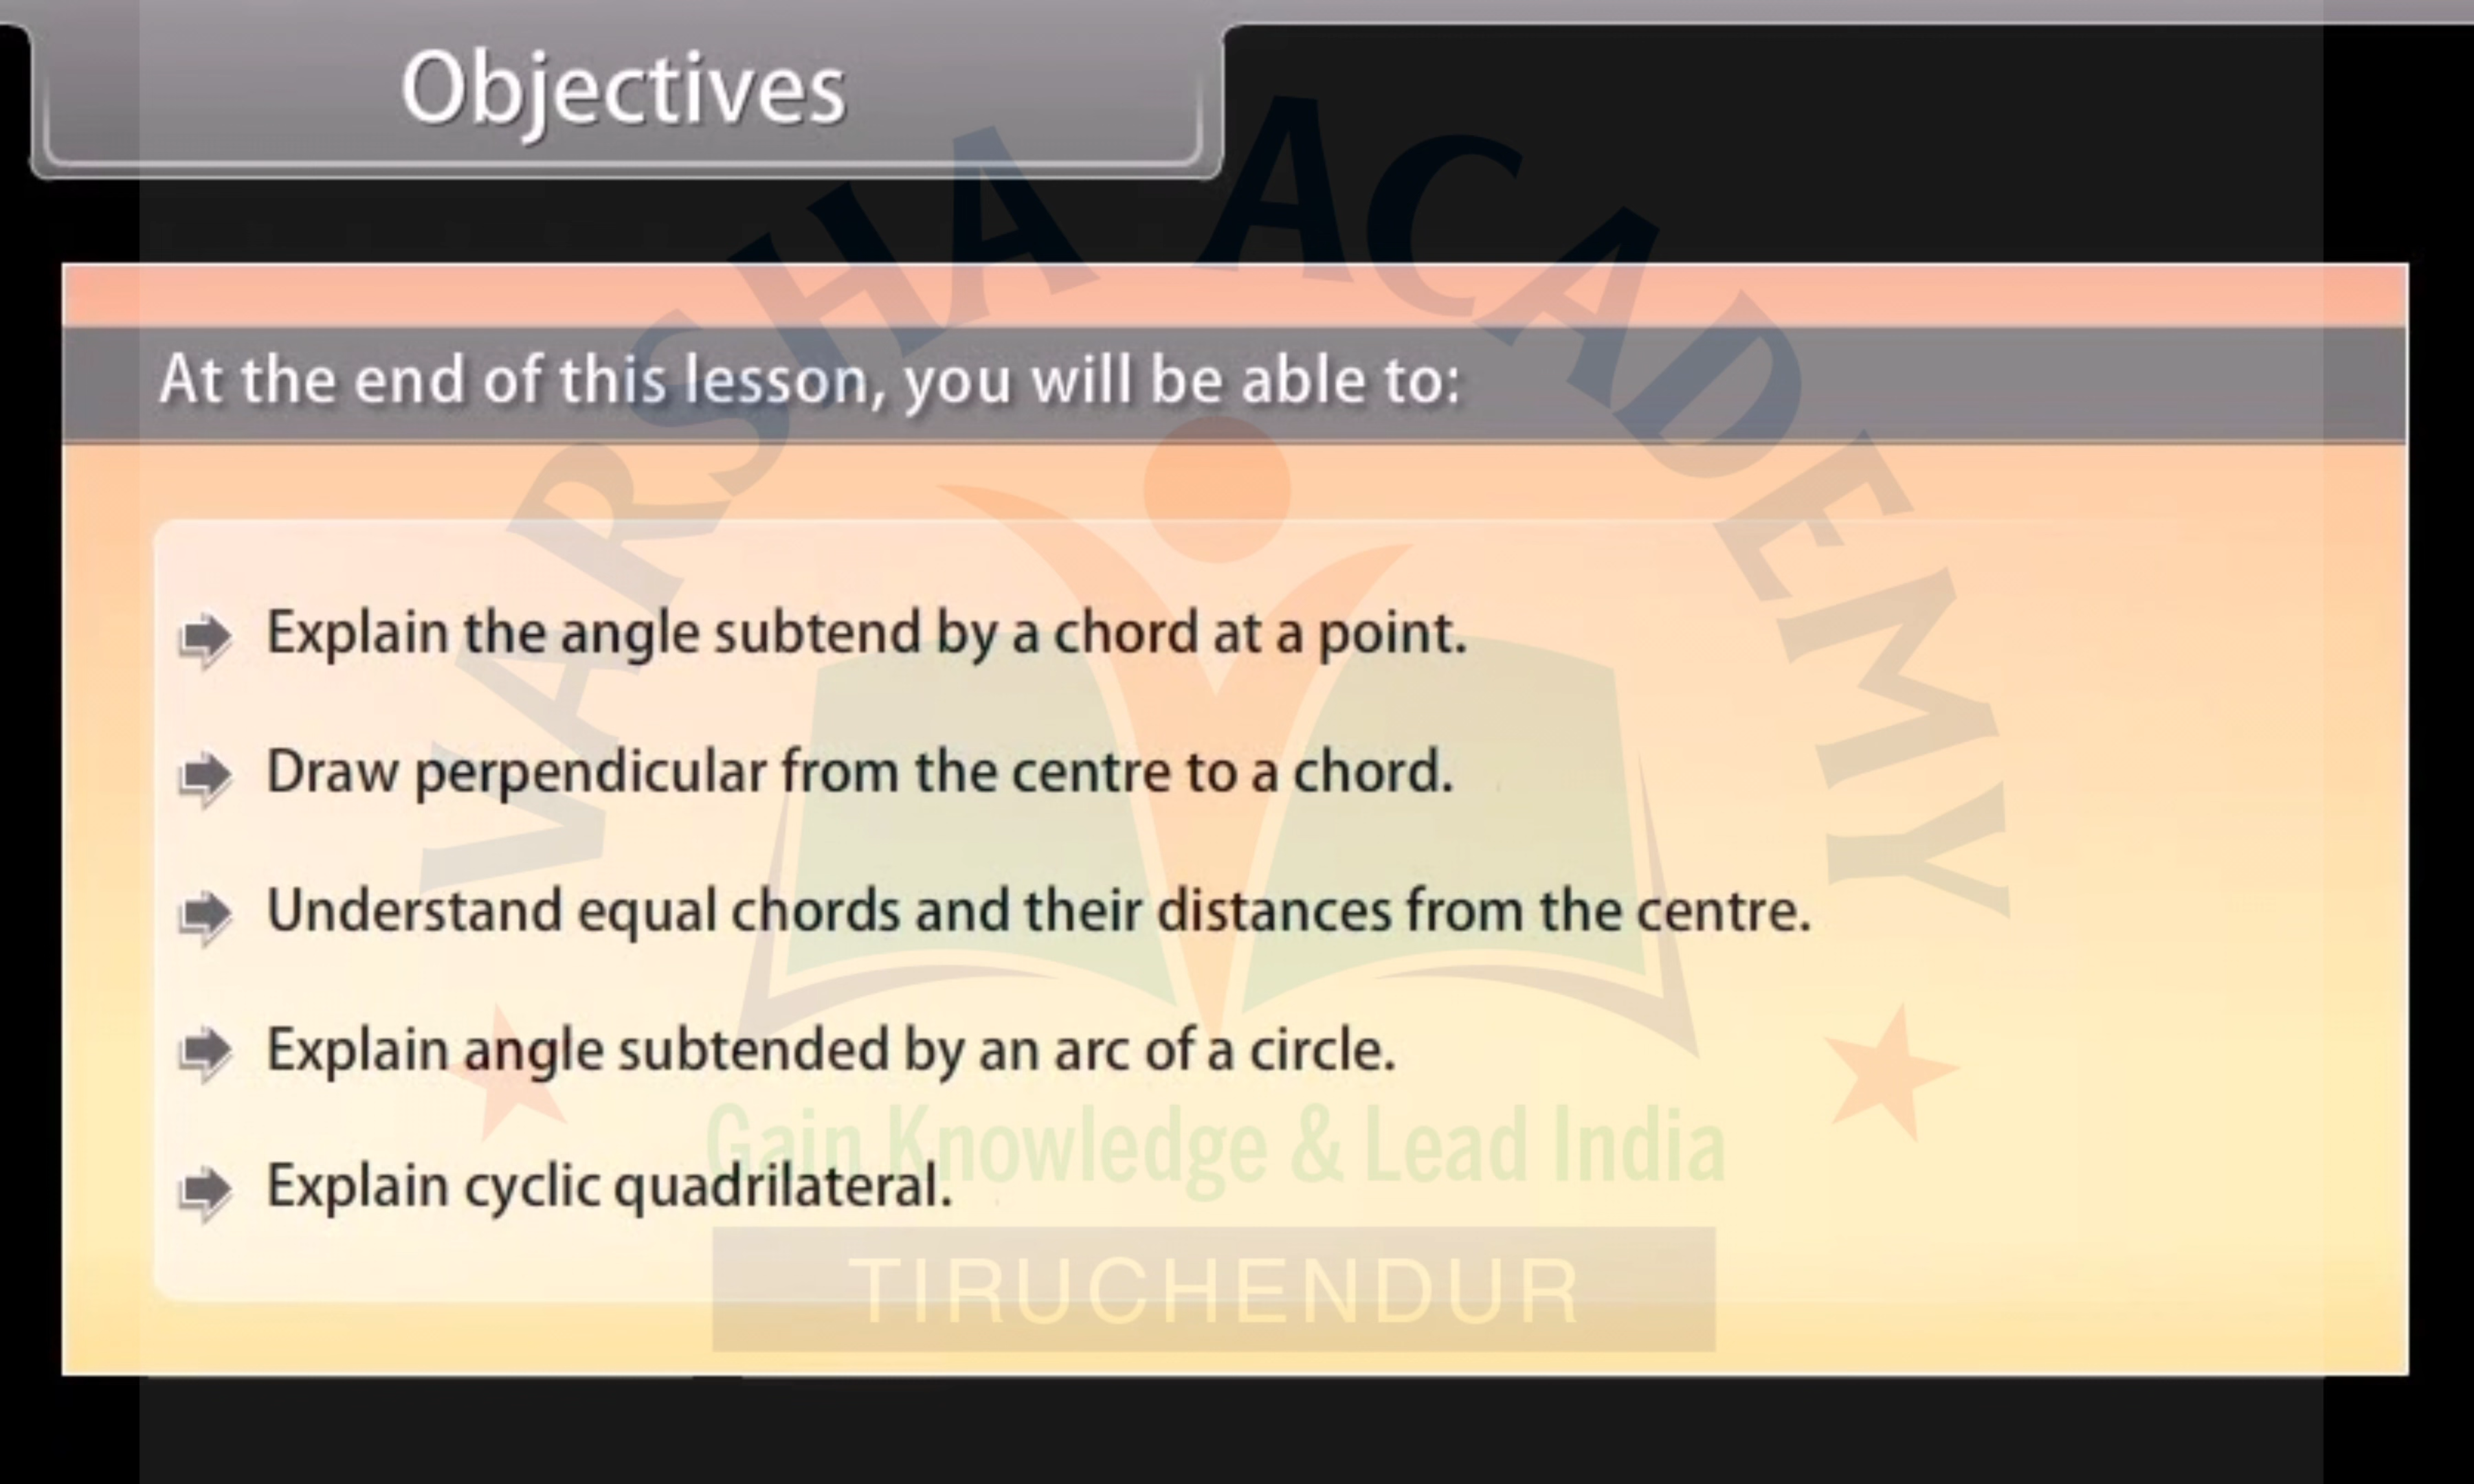 Objectives
At the end of this lesson, you will be able to:
Explain the angle subtend by a chord at a point.
Draw perpendicular from the centre to a chord.
Understand equal chords and their distances from the centre.
Explain angle subtended by an arc of a circle.
Explain cyclic quadrilateral.
VARSHA ACADEMY
Gain Knowledge & Lead India
TIRUCHENDUR